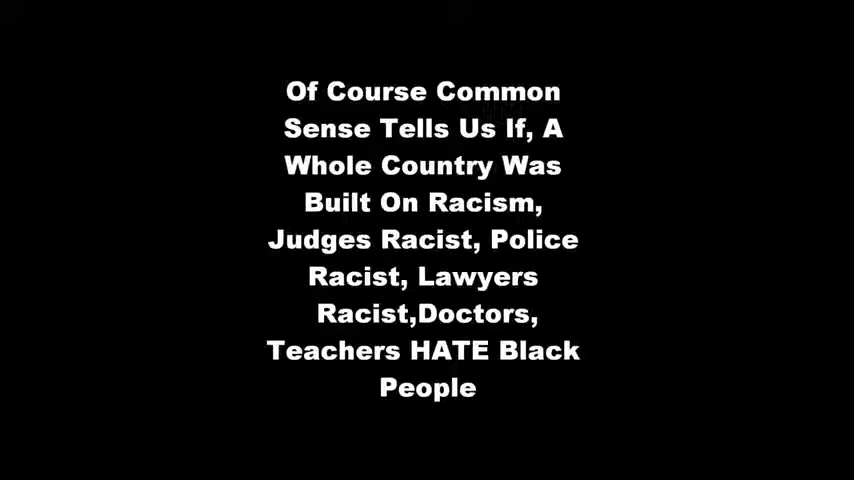 Of Course Common
Sense Tells Us If, A
Whole Country Was
Built On Racism,
Judges Racist, Police
Racist, Lawyers
Racist,Doctors,
Teachers HATE Black
People